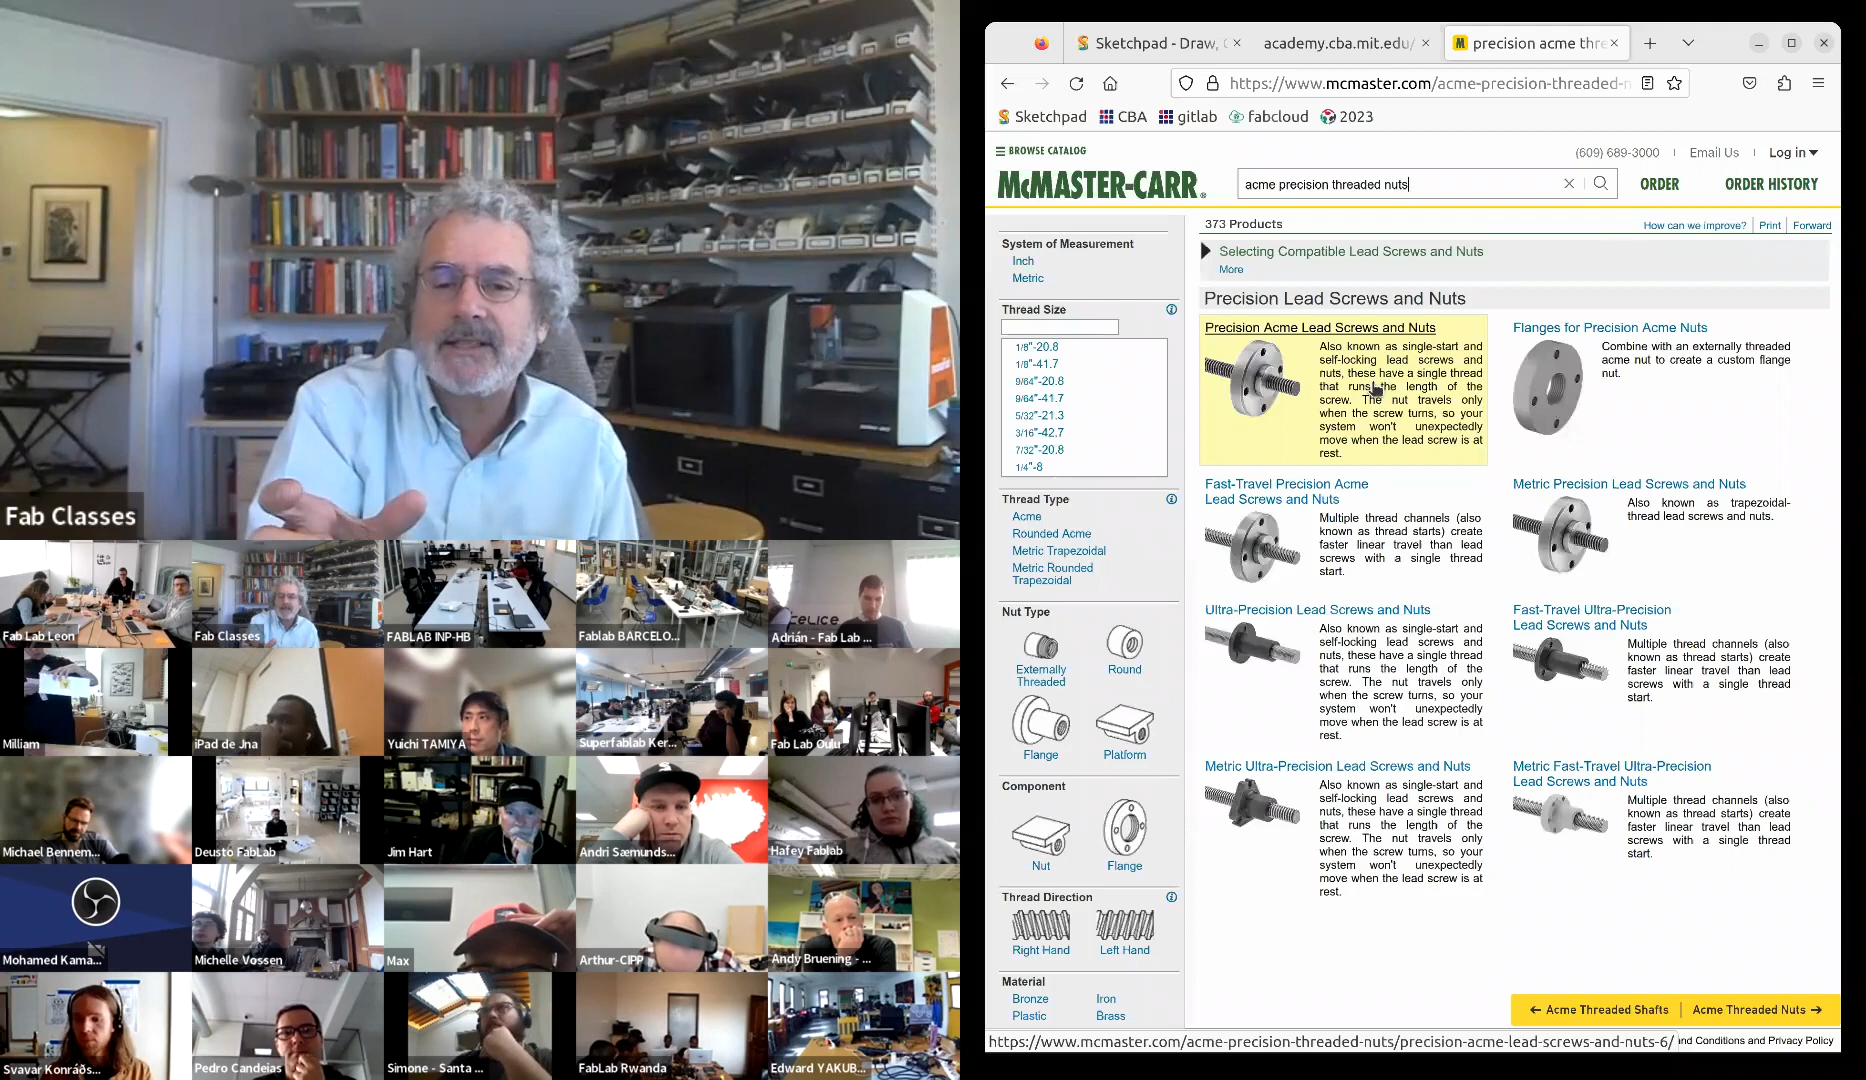 Fab Classes
Fab Lab Leon
Fab Classes
FABLAB INP-HB
Fablab BARCELO...
Adrián - Fab Lab ...
Milliam
iPad de Jna
Yuichi TAMIYA
Superfablab Ker...
Fab Lab Oulu
Michael Bennem...
Deusto FabLab
Jim Hart
Andri Sæmunds...
Hafey Fablab
Mohamed Kama...
Michelle Vossen
Max
Arthur-CIPP
Andy Bruening - ...
Svavar Konráðs...
Pedro Candeias
Simone - Santa ...
FabLab Rwanda
Edward YAKUB...
Sketchpad - Draw,
academy.cba.mit.edu/
precision acme thre
https://www.mcmaster.com/acme-precision-threaded-n
Sketchpad
CBA
gitlab
fabcloud
2023
BROWSE CATALOG
(609) 689-3000
Email Us
Log in
McMASTER-CARR
acme precision threaded nuts
ORDER
ORDER HISTORY
System of Measurement
Inch
Metric
Thread Size
1/8"-20.8
1/8"-41.7
9/64"-20.8
9/64"-41.7
5/32"-21.3
3/16"-42.7
7/32"-20.8
1/4"-8
Thread Type
Acme
Rounded Acme
Metric Trapezoidal
Metric Rounded
Trapezoidal
Nut Type
Externally
Threaded
Round
Flange
Platform
Component
Nut
Flange
Thread Direction
Right Hand
Left Hand
Material
Bronze
Iron
Plastic
Brass
373 Products
How can we improve?
Print
Forward
Selecting Compatible Lead Screws and Nuts
More
Precision Lead Screws and Nuts
Precision Acme Lead Screws and Nuts
Also known as single-start and
self-locking lead screws and
nuts, these have a single thread
that runs the length of the
screw. The nut travels only
when the screw turns, so your
system won't unexpectedly
move when the lead screw is at
rest.
Flanges for Precision Acme Nuts
Combine with an externally threaded
acme nut to create a custom flange
nut.
Fast-Travel Precision Acme
Lead Screws and Nuts
Multiple thread channels (also
known as thread starts) create
faster linear travel than lead
screws with a single thread
start.
Metric Precision Lead Screws and Nuts
Also known as trapezoidal-
thread lead screws and nuts.
Ultra-Precision Lead Screws and Nuts
Also known as single-start and
self-locking lead screws and
nuts, these have a single thread
that runs the length of the
screw. The nut travels only
when the screw turns, so your
system won't unexpectedly
move when the lead screw is at
rest.
Fast-Travel Ultra-Precision
Lead Screws and Nuts
Multiple thread channels (also
known as thread starts) create
faster linear travel than lead
screws with a single thread
start.
Metric Ultra-Precision Lead Screws and Nuts
Also known as single-start and
self-locking lead screws and
nuts, these have a single thread
that runs the length of the
screw. The nut travels only
when the screw turns, so your
system won't unexpectedly
move when the lead screw is at
rest.
Metric Fast-Travel Ultra-Precision
Lead Screws and Nuts
Multiple thread channels (also
known as thread starts) create
faster linear travel than lead
screws with a single thread
start.
Acme Threaded Shafts
Acme Threaded Nuts
https://www.mcmaster.com/acme-precision-threaded-nuts/precision-acme-lead-screws-and-nuts-6/
nd Conditions and Privacy Policy